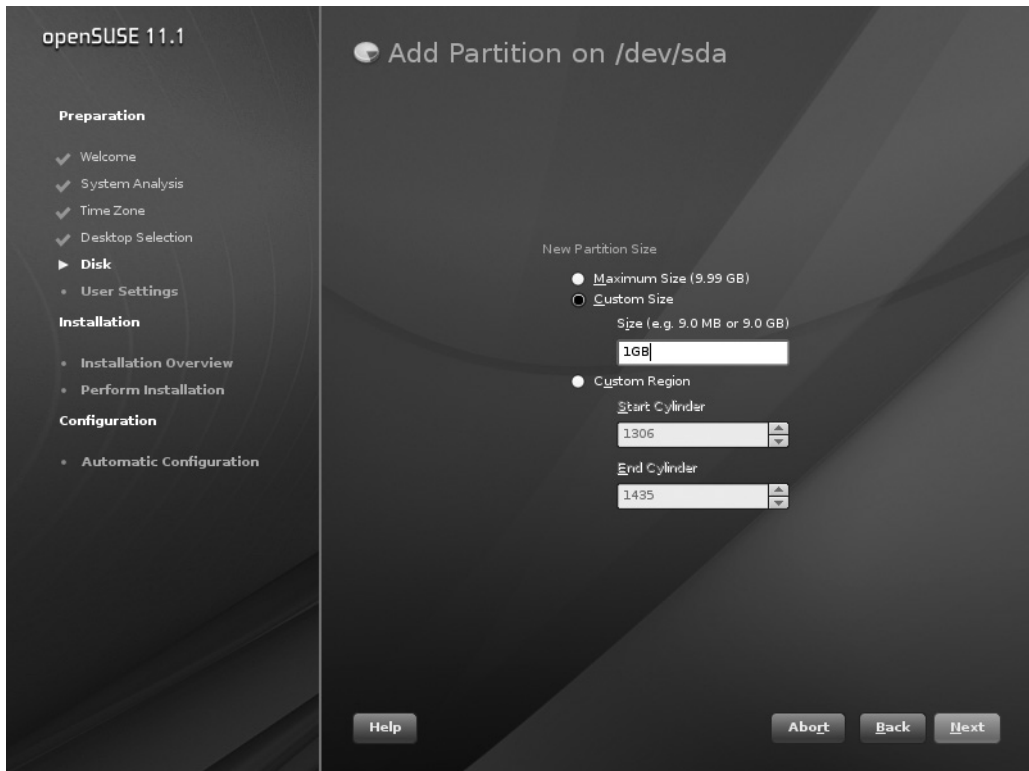 openSUSE 11.1
Preparation
Welcome
System Analysis
Time Zone
Desktop Selection
Disk
User Settings
Installation
Installation Overview
Perform Installation
Configuration
Automatic Configuration
Add Partition on /dev/sda
New Partition Size
Maximum Size (9.99 GB)
Custom Size
Size (e.g. 9.0 MB or 9.0 GB)
1GB
Custom Region
Start Cylinder
1306
End Cylinder
1435
Help
Abort
Back
Next